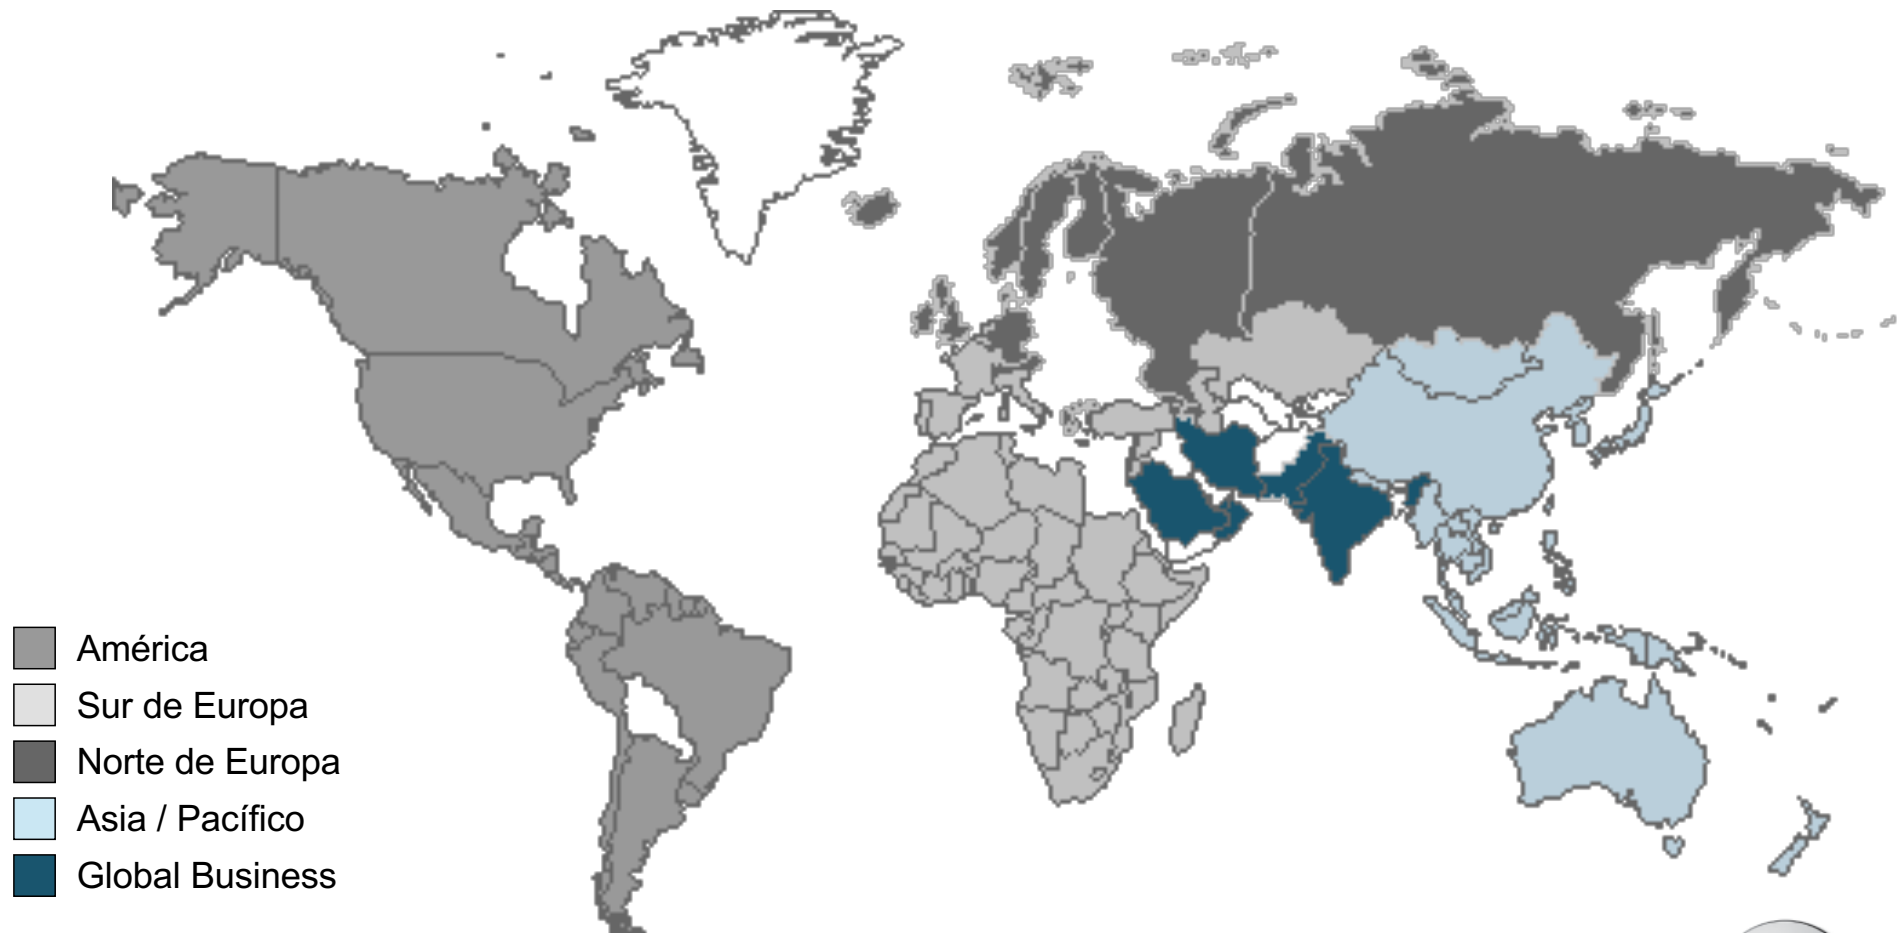 América
Sur de Europa
Norte de Europa
Asia / Pacífico
Global Business